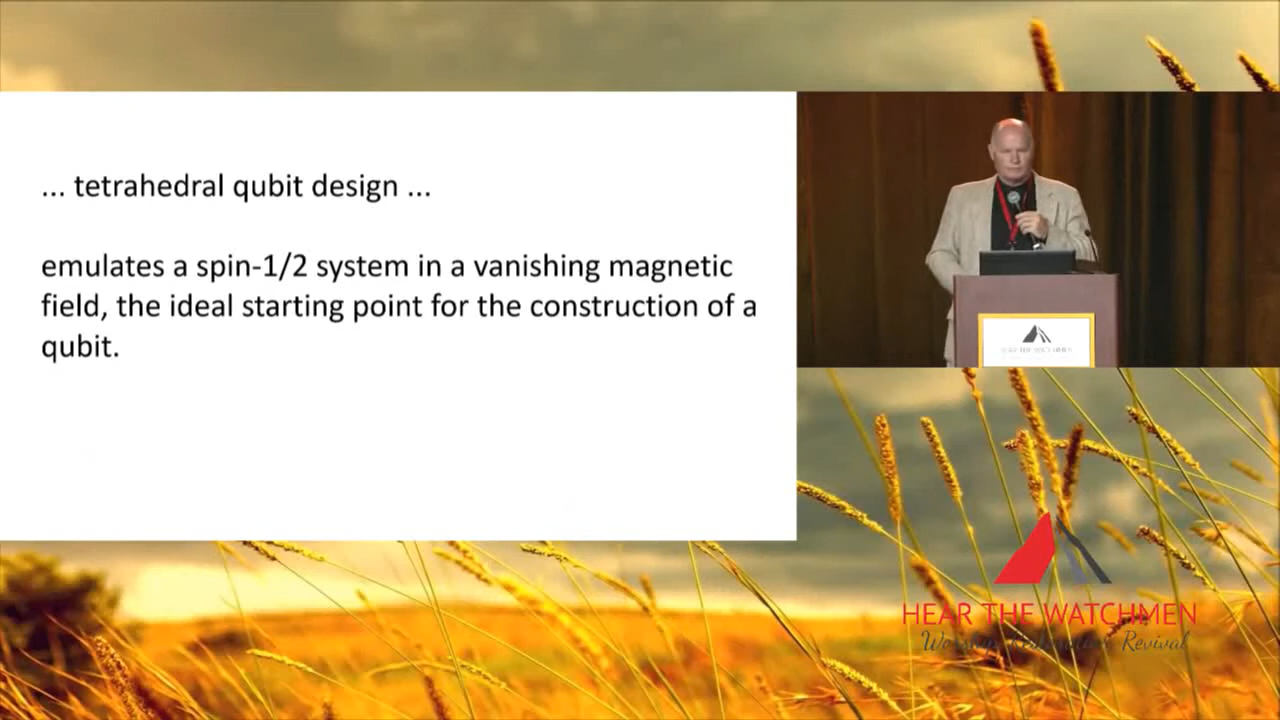 ... tetrahedral qubit design ...
emulates a spin-1/2 system in a vanishing magnetic
field, the ideal starting point for the construction of a
qubit.
HEAR THE WATCHMEN
Revival